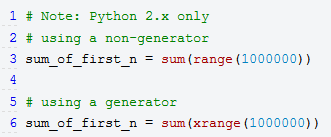 1 # Note: Python 2.x only
2 # using a non-generator
3 sum_of_first_n = sum(range(1000000))
4
5 # using a generator
6 sum_of_first_n = sum(xrange(1000000))